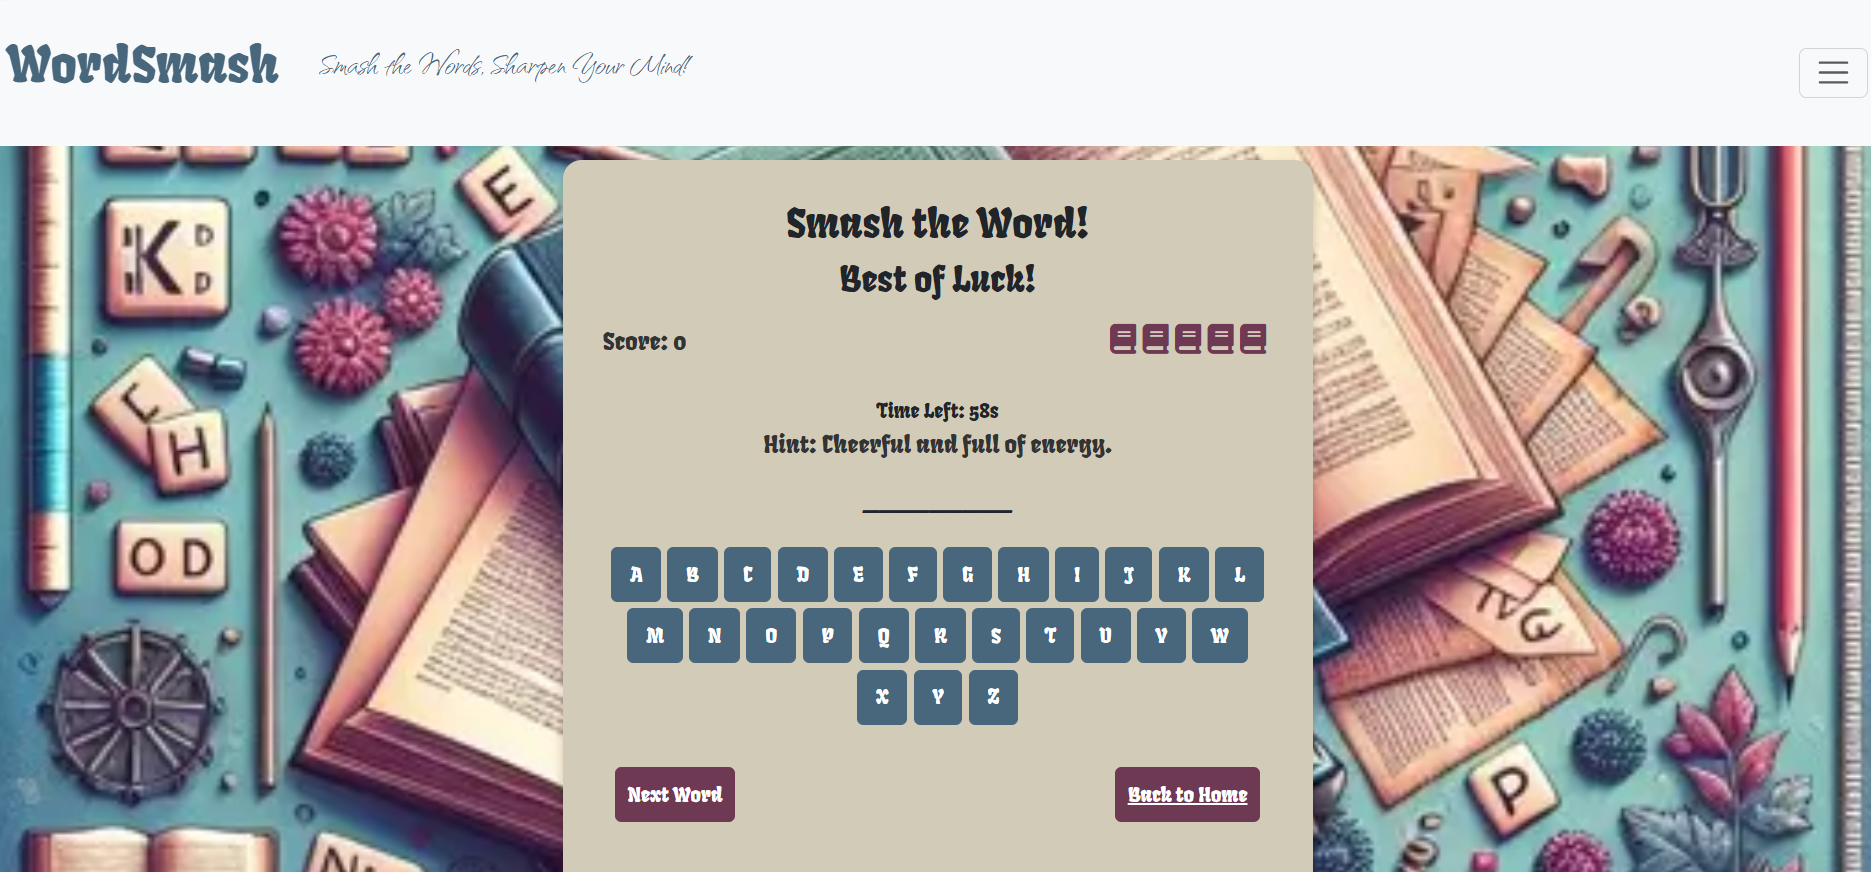 WordSmash
Smash the Words, Sharpen Your Mind!
E
K D
D
L
H
O D
P
Smash the Word!
Best of Luck!
Score: 0
Time Left: 58s
Hint: Cheerful and full of energy.
A B C D E F G H I J K L
M N O P Q R S T U V W
X Y Z
Next Word
Back to Home